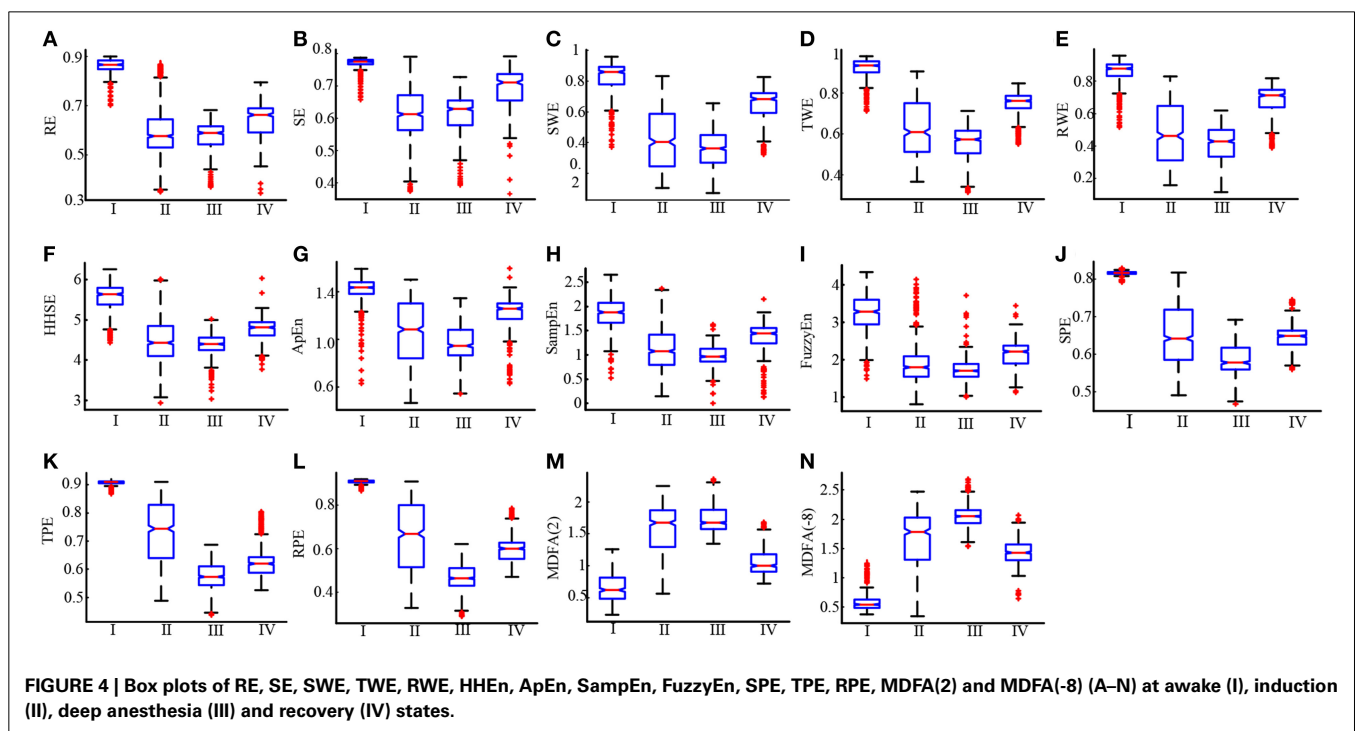 A
RE
0.9
0.7
0.5
0.3
I II III IV
B
SE
0.8
0.7
0.6
0.5
0.4
I II III IV
C
SWE
1
0.8
0.6
0.4
0.
2
I II III IV
D
TWE
1
0.8
0.6
0.4
I II III IV
E
RWE
0.8
0.6
0.4
0.2
I II III IV
F
HHSE
6
5
4
3
I II III IV
G
ApEn
1.4
1.0
0.6
I II III IV
H
SampEn
2.5
2
1.5
1
0.5
0
I II III IV
I
FuzzyEn
4
3
2
1
I II III IV
J
SPE
0.8
0.7
0.6
0.5
I II III IV
K
TPE
0.9
0.8
0.7
0.6
0.5
I II III IV
L
RPE
0.8
0.6
0.4
I II III IV
M
MDFA(2)
2
1.5
1
0.5
I II III IV
N
MDFA(-8)
2.5
2
1.5
1
0.5
I II III IV
FIGURE 4 | Box plots of RE, SE, SWE, TWE, RWE, HHEn, ApEn, SampEn, FuzzyEn, SPE, TPE, RPE, MDFA(2) and MDFA(-8) (A–N) at awake (I), induction
(II), deep anesthesia (III) and recovery (IV) states.